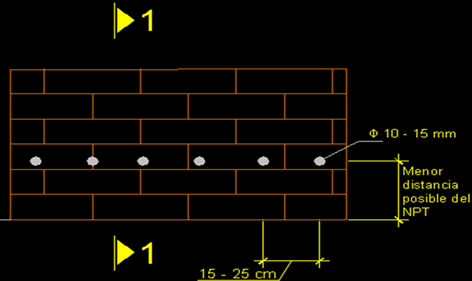 1
Φ 10 - 15 mm
Menor
distancia
posible del
NPT
1
15 - 25 cm